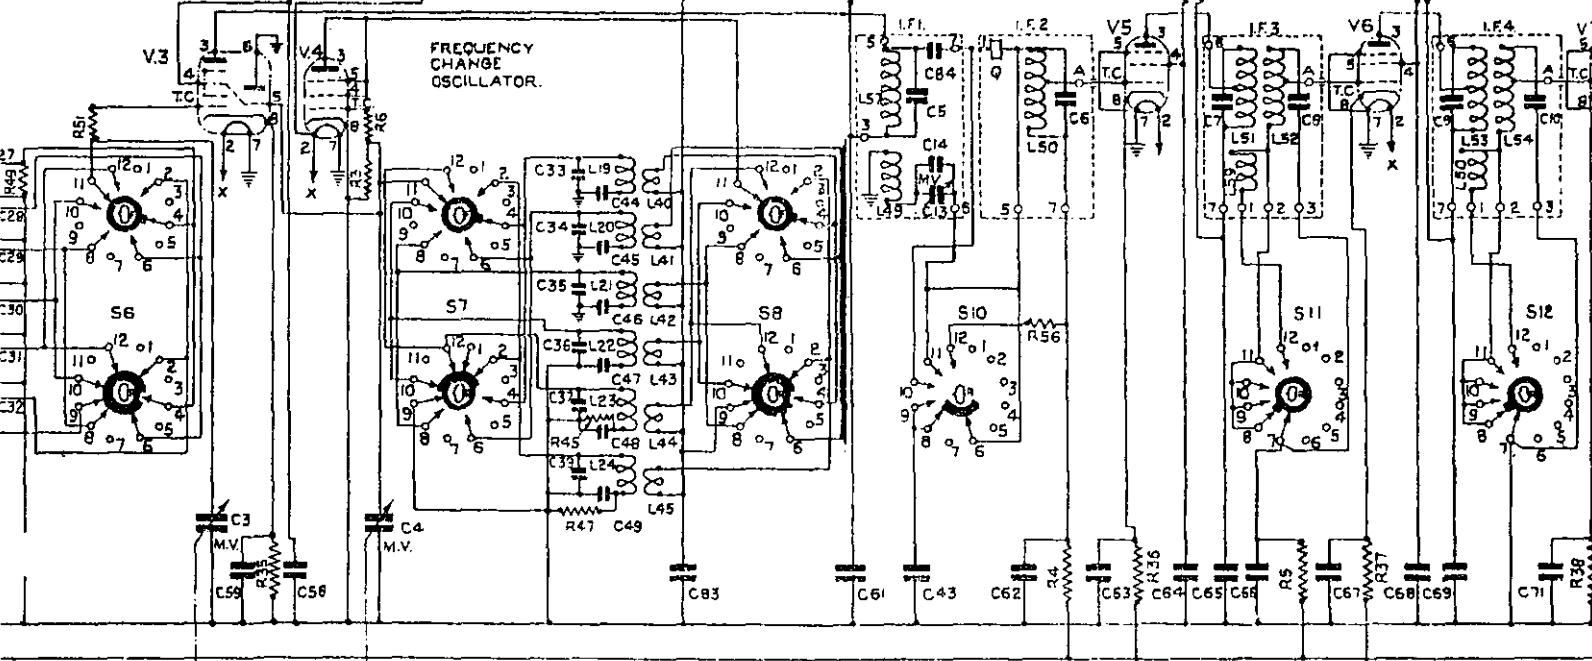 I.F.1
I.F.2
V5
I.F.3
V6
I.F.4
V.3
V.4
FREQUENCY
CHANGE
OSCILLATOR.
T.C
T.C
T.C
C84
Q
A
A
A
L57
C5
C6
C7
C8
C9
C10
R51
R6
R3
R49
27
C28
C29
C30
C31
C32
C14
M.V.
C13
L49
L50
L51
L52
L59
L53
L54
X
X
X
C33
L19
C44
L40
C34
L20
C45
L41
C35
L21
C46
L42
C36
L22
C47
L43
C37
L23
R45
C48
L44
C39
L24
R47
C49
L45
S6
S7
S8
S10
S11
S12
R56
C3
M.V.
C4
M.V.
C59
R35
C58
C83
C61
C43
C62
R4
C63
R36
C64
C65
C66
R5
C67
R37
C68
C69
C71
R38